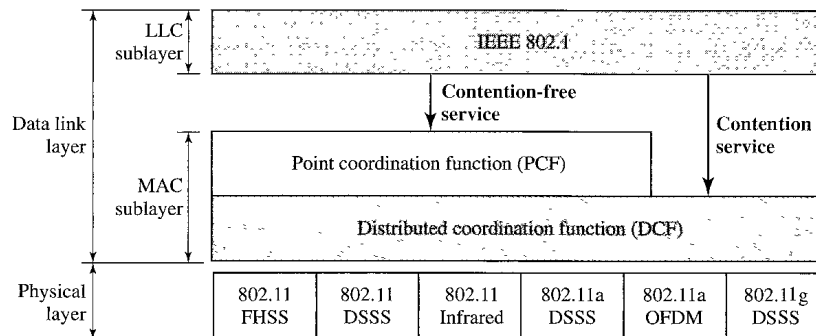 LLC
sublayer
IEEE 802.1
Contention-free
service
Contention
service
Data link
layer
Point coordination function (PCF)
MAC
sublayer
Distributed coordination function (DCF)
Physical
layer
802.11
FHSS
802.11
DSSS
802.11
Infrared
802.11a
DSSS
802.11a
OFDM
802.11g
DSSS